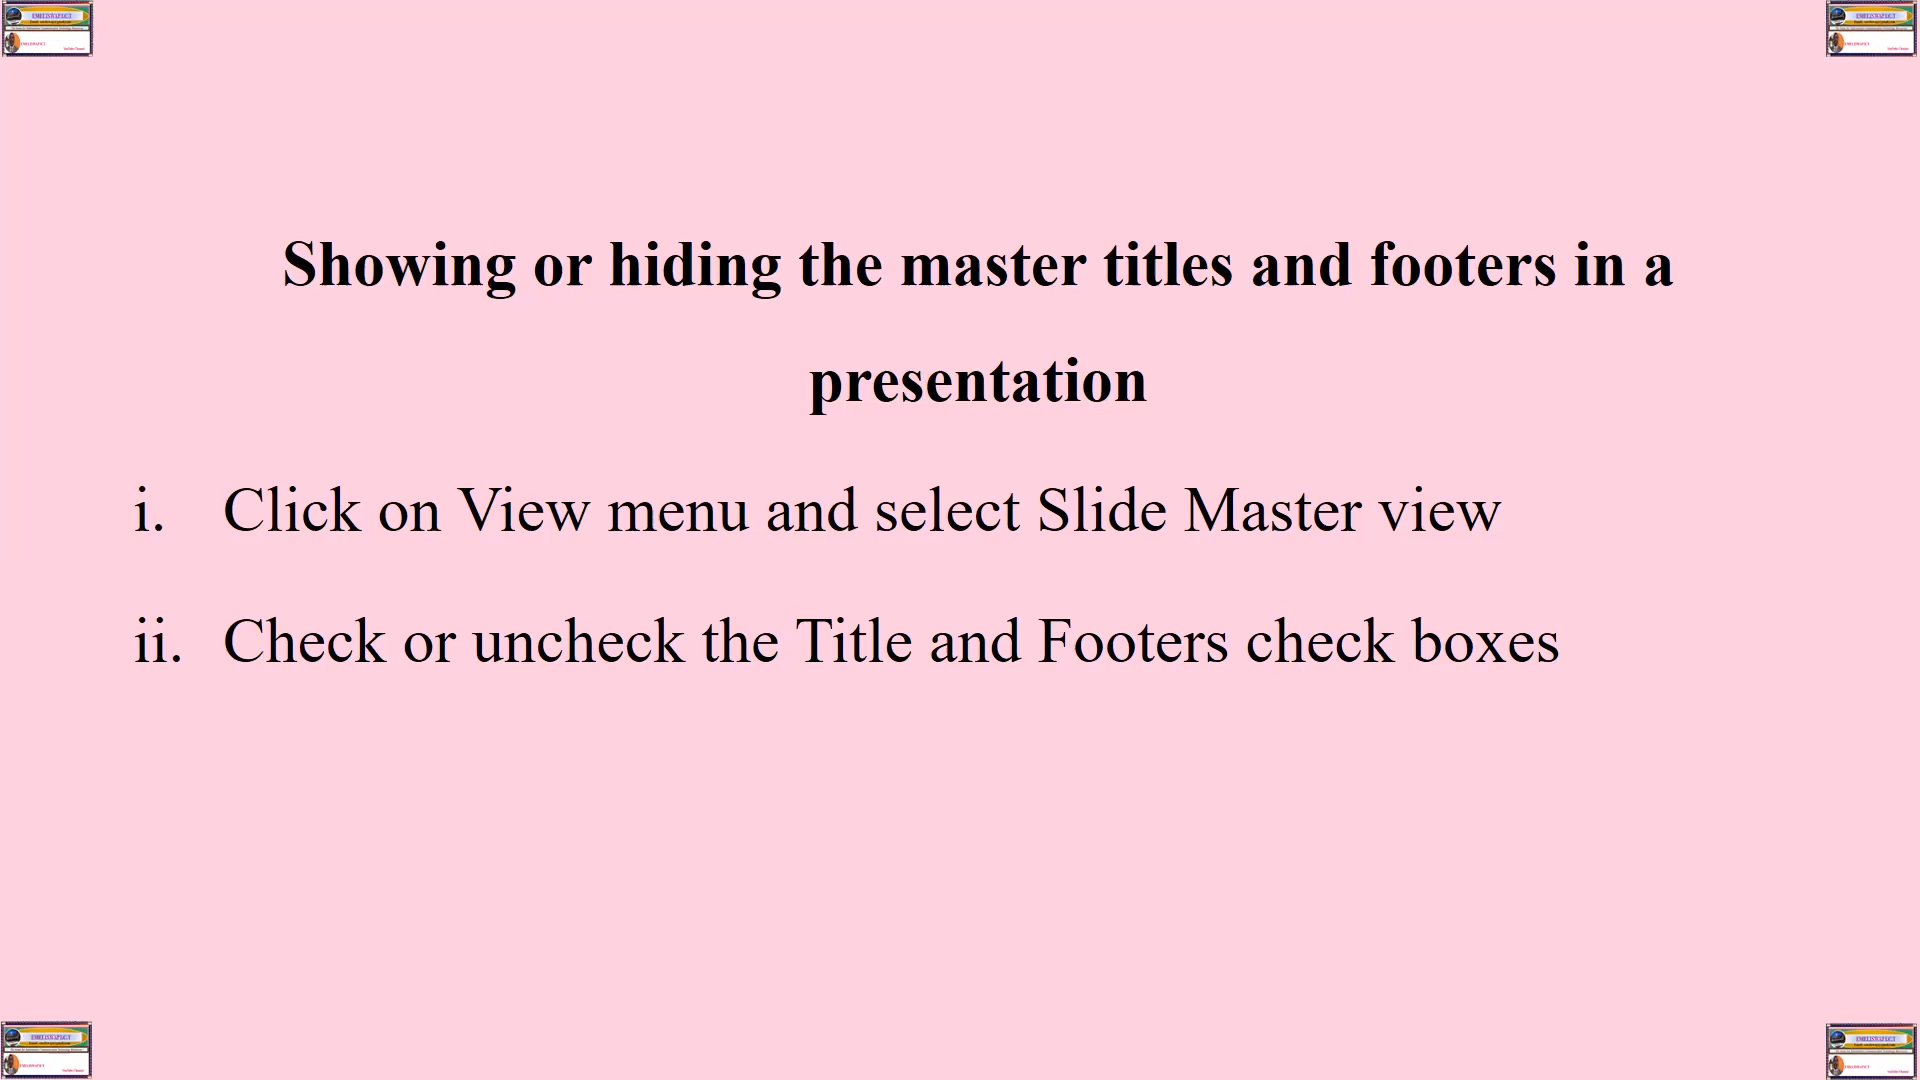 Showing or hiding the master titles and footers in a
presentation
i. Click on View menu and select Slide Master view
ii. Check or uncheck the Title and Footers check boxes